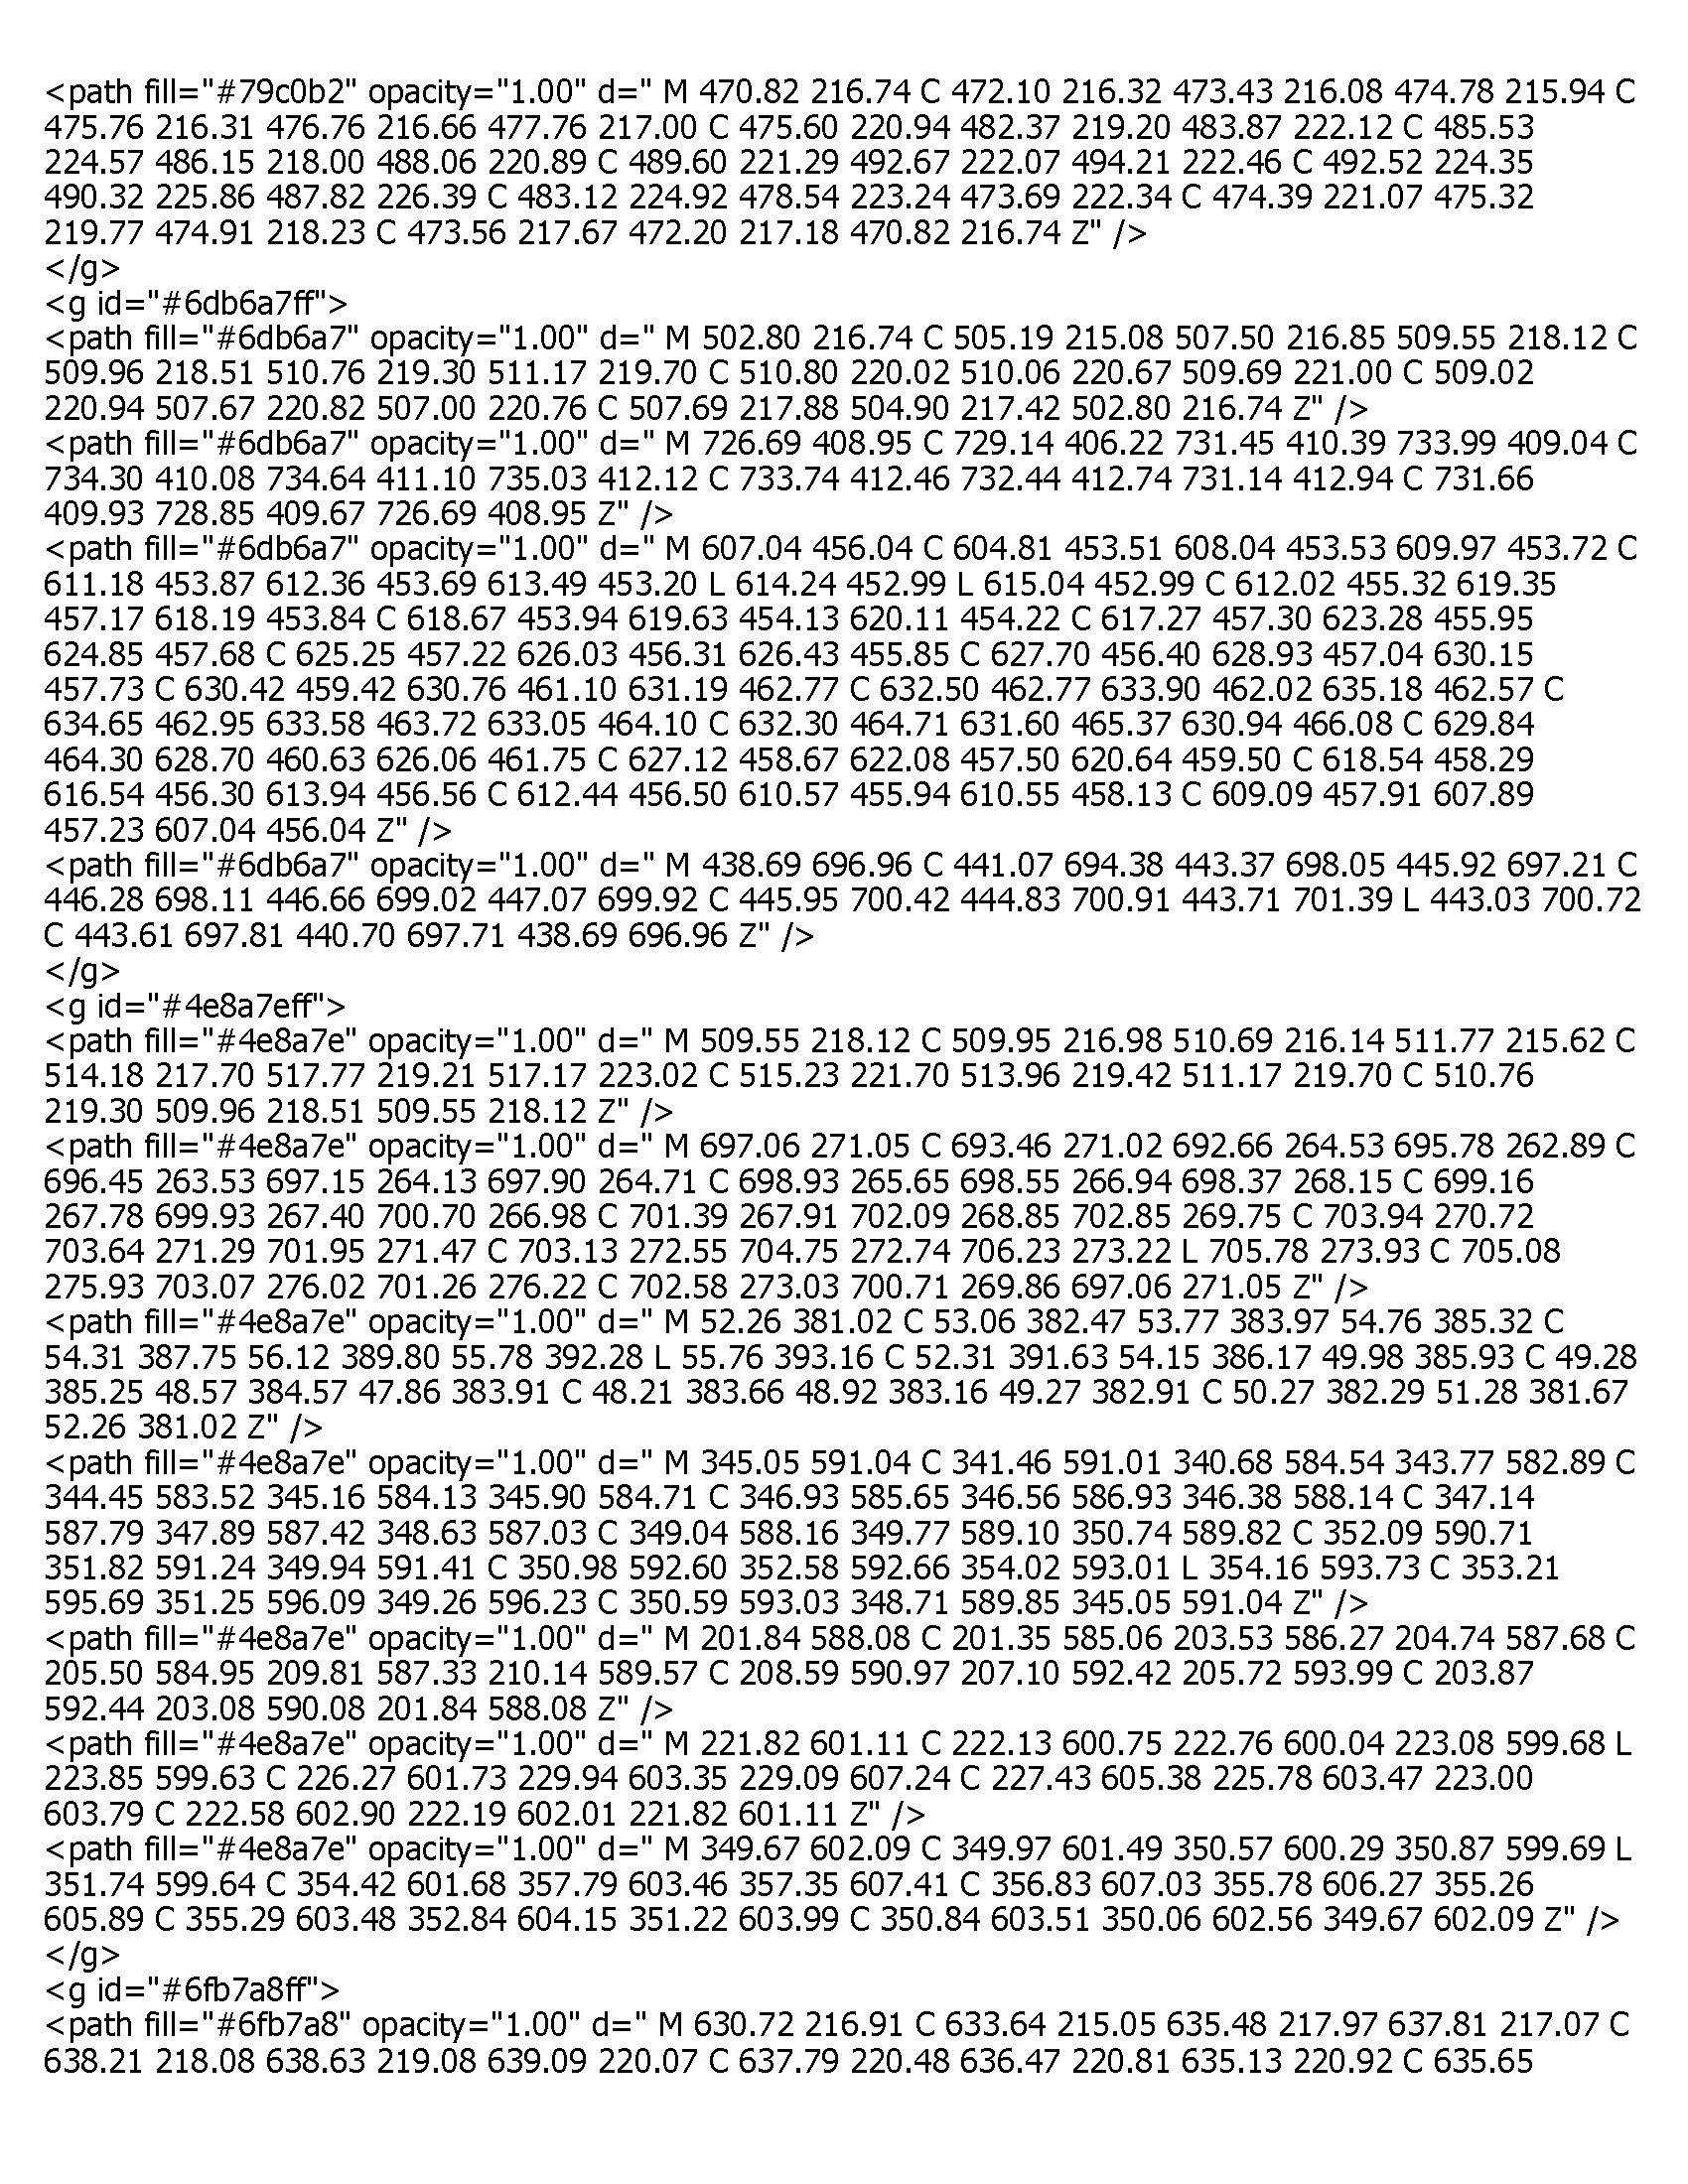 <path fill="#79c0b2" opacity="1.00" d=" M 470.82 216.74 C 472.10 216.32 473.43 216.08 474.78 215.94 C
475.76 216.31 476.76 216.66 477.76 217.00 C 475.60 220.94 482.37 219.20 483.87 222.12 C 485.53
224.57 486.15 218.00 488.06 220.89 C 489.60 221.29 492.67 222.07 494.21 222.46 C 492.52 224.35
490.32 225.86 487.82 226.39 C 483.12 224.92 478.54 223.24 473.69 222.34 C 474.39 221.07 475.32
219.77 474.91 218.23 C 473.56 217.67 472.20 217.18 470.82 216.74 Z" />
</g>
<g id="#6db6a7ff">
<path fill="#6db6a7" opacity="1.00" d=" M 502.80 216.74 C 505.19 215.08 507.50 216.85 509.55 218.12 C
509.96 218.51 510.76 219.30 511.17 219.70 C 510.80 220.02 510.06 220.67 509.69 221.00 C 509.02
220.94 507.67 220.82 507.00 220.76 C 507.69 217.88 504.90 217.42 502.80 216.74 Z" />
<path fill="#6db6a7" opacity="1.00" d=" M 726.69 408.95 C 729.14 406.22 731.45 410.39 733.99 409.04 C
734.30 410.08 734.64 411.10 735.03 412.12 C 733.74 412.46 732.44 412.74 731.14 412.94 C 731.66
409.93 728.85 409.67 726.69 408.95 Z" />
<path fill="#6db6a7" opacity="1.00" d=" M 607.04 456.04 C 604.81 453.51 608.04 453.53 609.97 453.72 C
611.18 453.87 612.36 453.69 613.49 453.20 L 614.24 452.99 L 615.04 452.99 C 612.02 455.32 619.35
457.17 618.19 453.84 C 618.67 453.94 619.63 454.13 620.11 454.22 C 617.27 457.30 623.28 455.95
624.85 457.68 C 625.25 457.22 626.03 456.31 626.43 455.85 C 627.70 456.40 628.93 457.04 630.15
457.73 C 630.42 459.42 630.76 461.10 631.19 462.77 C 632.50 462.77 633.90 462.02 635.18 462.57 C
634.65 462.95 633.58 463.72 633.05 464.10 C 632.30 464.71 631.60 465.37 630.94 466.08 C 629.84
464.30 628.70 460.63 626.06 461.75 C 627.12 458.67 622.08 457.50 620.64 459.50 C 618.54 458.29
616.54 456.30 613.94 456.56 C 612.44 456.50 610.57 455.94 610.55 458.13 C 609.09 457.91 607.89
457.23 607.04 456.04 Z" />
<path fill="#6db6a7" opacity="1.00" d=" M 438.69 696.96 C 441.07 694.38 443.37 698.05 445.92 697.21 C
446.28 698.11 446.66 699.02 447.07 699.92 C 445.95 700.42 444.83 700.91 443.71 701.39 L 443.03 700.72
C 443.61 697.81 440.70 697.71 438.69 696.96 Z" />
</g>
<g id="#4e8a7eff">
<path fill="#4e8a7e" opacity="1.00" d=" M 509.55 218.12 C 509.95 216.98 510.69 216.14 511.77 215.62 C
514.18 217.70 517.77 219.21 517.17 223.02 C 515.23 221.70 513.96 219.42 511.17 219.70 C 510.76
219.30 509.96 218.51 509.55 218.12 Z" />
<path fill="#4e8a7e" opacity="1.00" d=" M 697.06 271.05 C 693.46 271.02 692.66 264.53 695.78 262.89 C
696.45 263.53 697.15 264.13 697.90 264.71 C 698.93 265.65 698.55 266.94 698.37 268.15 C 699.16
267.78 699.93 267.40 700.70 266.98 C 701.39 267.91 702.09 268.85 702.85 269.75 C 703.94 270.72
703.64 271.29 701.95 271.47 C 703.13 272.55 704.75 272.74 706.23 273.22 L 705.78 273.93 C 705.08
275.93 703.07 276.02 701.26 276.22 C 702.58 273.03 700.71 269.86 697.06 271.05 Z" />
<path fill="#4e8a7e" opacity="1.00" d=" M 52.26 381.02 C 53.06 382.47 53.77 383.97 54.76 385.32 C
54.31 387.75 56.12 389.80 55.78 392.28 L 55.76 393.16 C 52.31 391.63 54.15 386.17 49.98 385.93 C 49.28
385.25 48.57 384.57 47.86 383.91 C 48.21 383.66 48.92 383.16 49.27 382.91 C 50.27 382.29 51.28 381.67
52.26 381.02 Z" />
<path fill="#4e8a7e" opacity="1.00" d=" M 345.05 591.04 C 341.46 591.01 340.68 584.54 343.77 582.89 C
344.45 583.52 345.16 584.13 345.90 584.71 C 346.93 585.65 346.56 586.93 346.38 588.14 C 347.14
587.79 347.89 587.42 348.63 587.03 C 349.04 588.16 349.77 589.10 350.74 589.82 C 352.09 590.71
351.82 591.24 349.94 591.41 C 350.98 592.60 352.58 592.66 354.02 593.01 L 354.16 593.73 C 353.21
595.69 351.25 596.09 349.26 596.23 C 350.59 593.03 348.71 589.85 345.05 591.04 Z" />
<path fill="#4e8a7e" opacity="1.00" d=" M 201.84 588.08 C 201.35 585.06 203.53 586.27 204.74 587.68 C
205.50 584.95 209.81 587.33 210.14 589.57 C 208.59 590.97 207.10 592.42 205.72 593.99 C 203.87
592.44 203.08 590.08 201.84 588.08 Z" />
<path fill="#4e8a7e" opacity="1.00" d=" M 221.82 601.11 C 222.13 600.75 222.76 600.04 223.08 599.68 L
223.85 599.63 C 226.27 601.73 229.94 603.35 229.09 607.24 C 227.43 605.38 225.78 603.47 223.00
603.79 C 222.58 602.90 222.19 602.01 221.82 601.11 Z" />
<path fill="#4e8a7e" opacity="1.00" d=" M 349.67 602.09 C 349.97 601.49 350.57 600.29 350.87 599.69 L
351.74 599.64 C 354.42 601.68 357.79 603.46 357.35 607.41 C 356.83 607.03 355.78 606.27 355.26
605.89 C 355.29 603.48 352.84 604.15 351.22 603.99 C 350.84 603.51 350.06 602.56 349.67 602.09 Z" />
</g>
<g id="#6fb7a8ff">
<path fill="#6fb7a8" opacity="1.00" d=" M 630.72 216.91 C 633.64 215.05 635.48 217.97 637.81 217.07 C
638.21 218.08 638.63 219.08 639.09 220.07 C 637.79 220.48 636.47 220.81 635.13 220.92 C 635.65